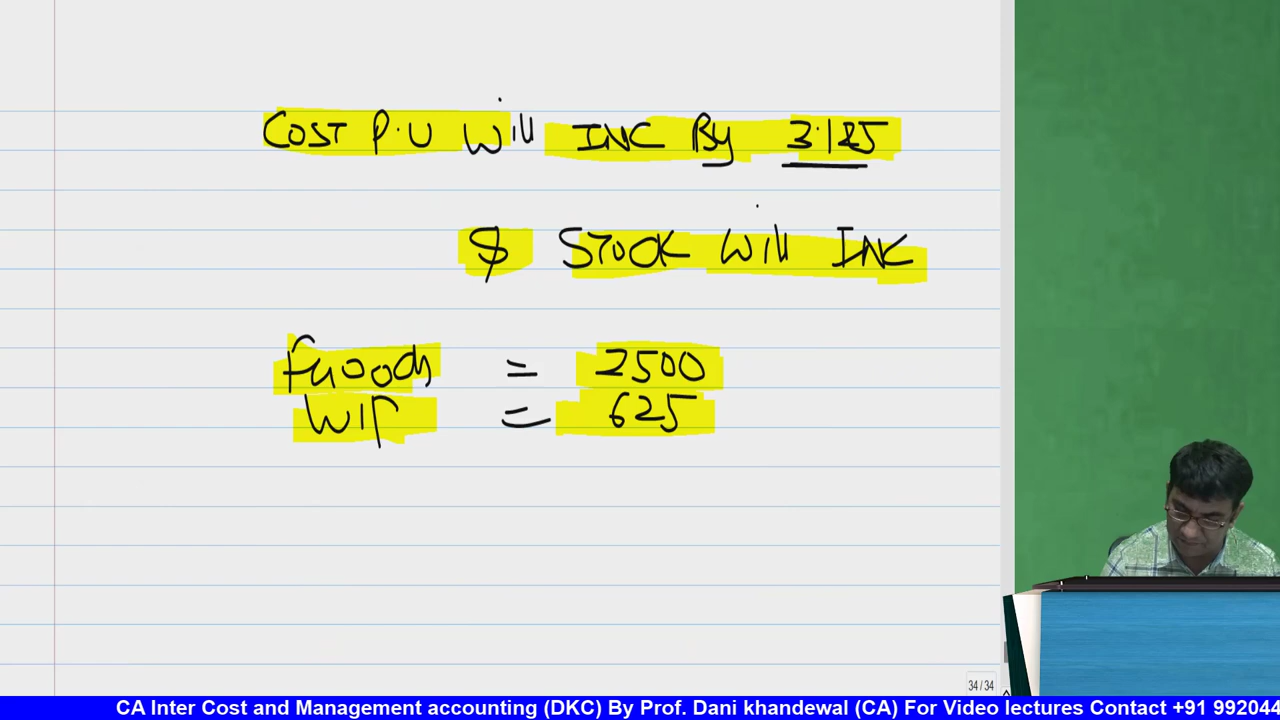 COST P.U Will INC By 3.125
$ STOCK Will INC
FGoods = 2500
WIP = 625
34 / 34
CA Inter Cost and Management accounting (DKC) By Prof. Dani khandewal (CA) For Video lectures Contact +91 992044